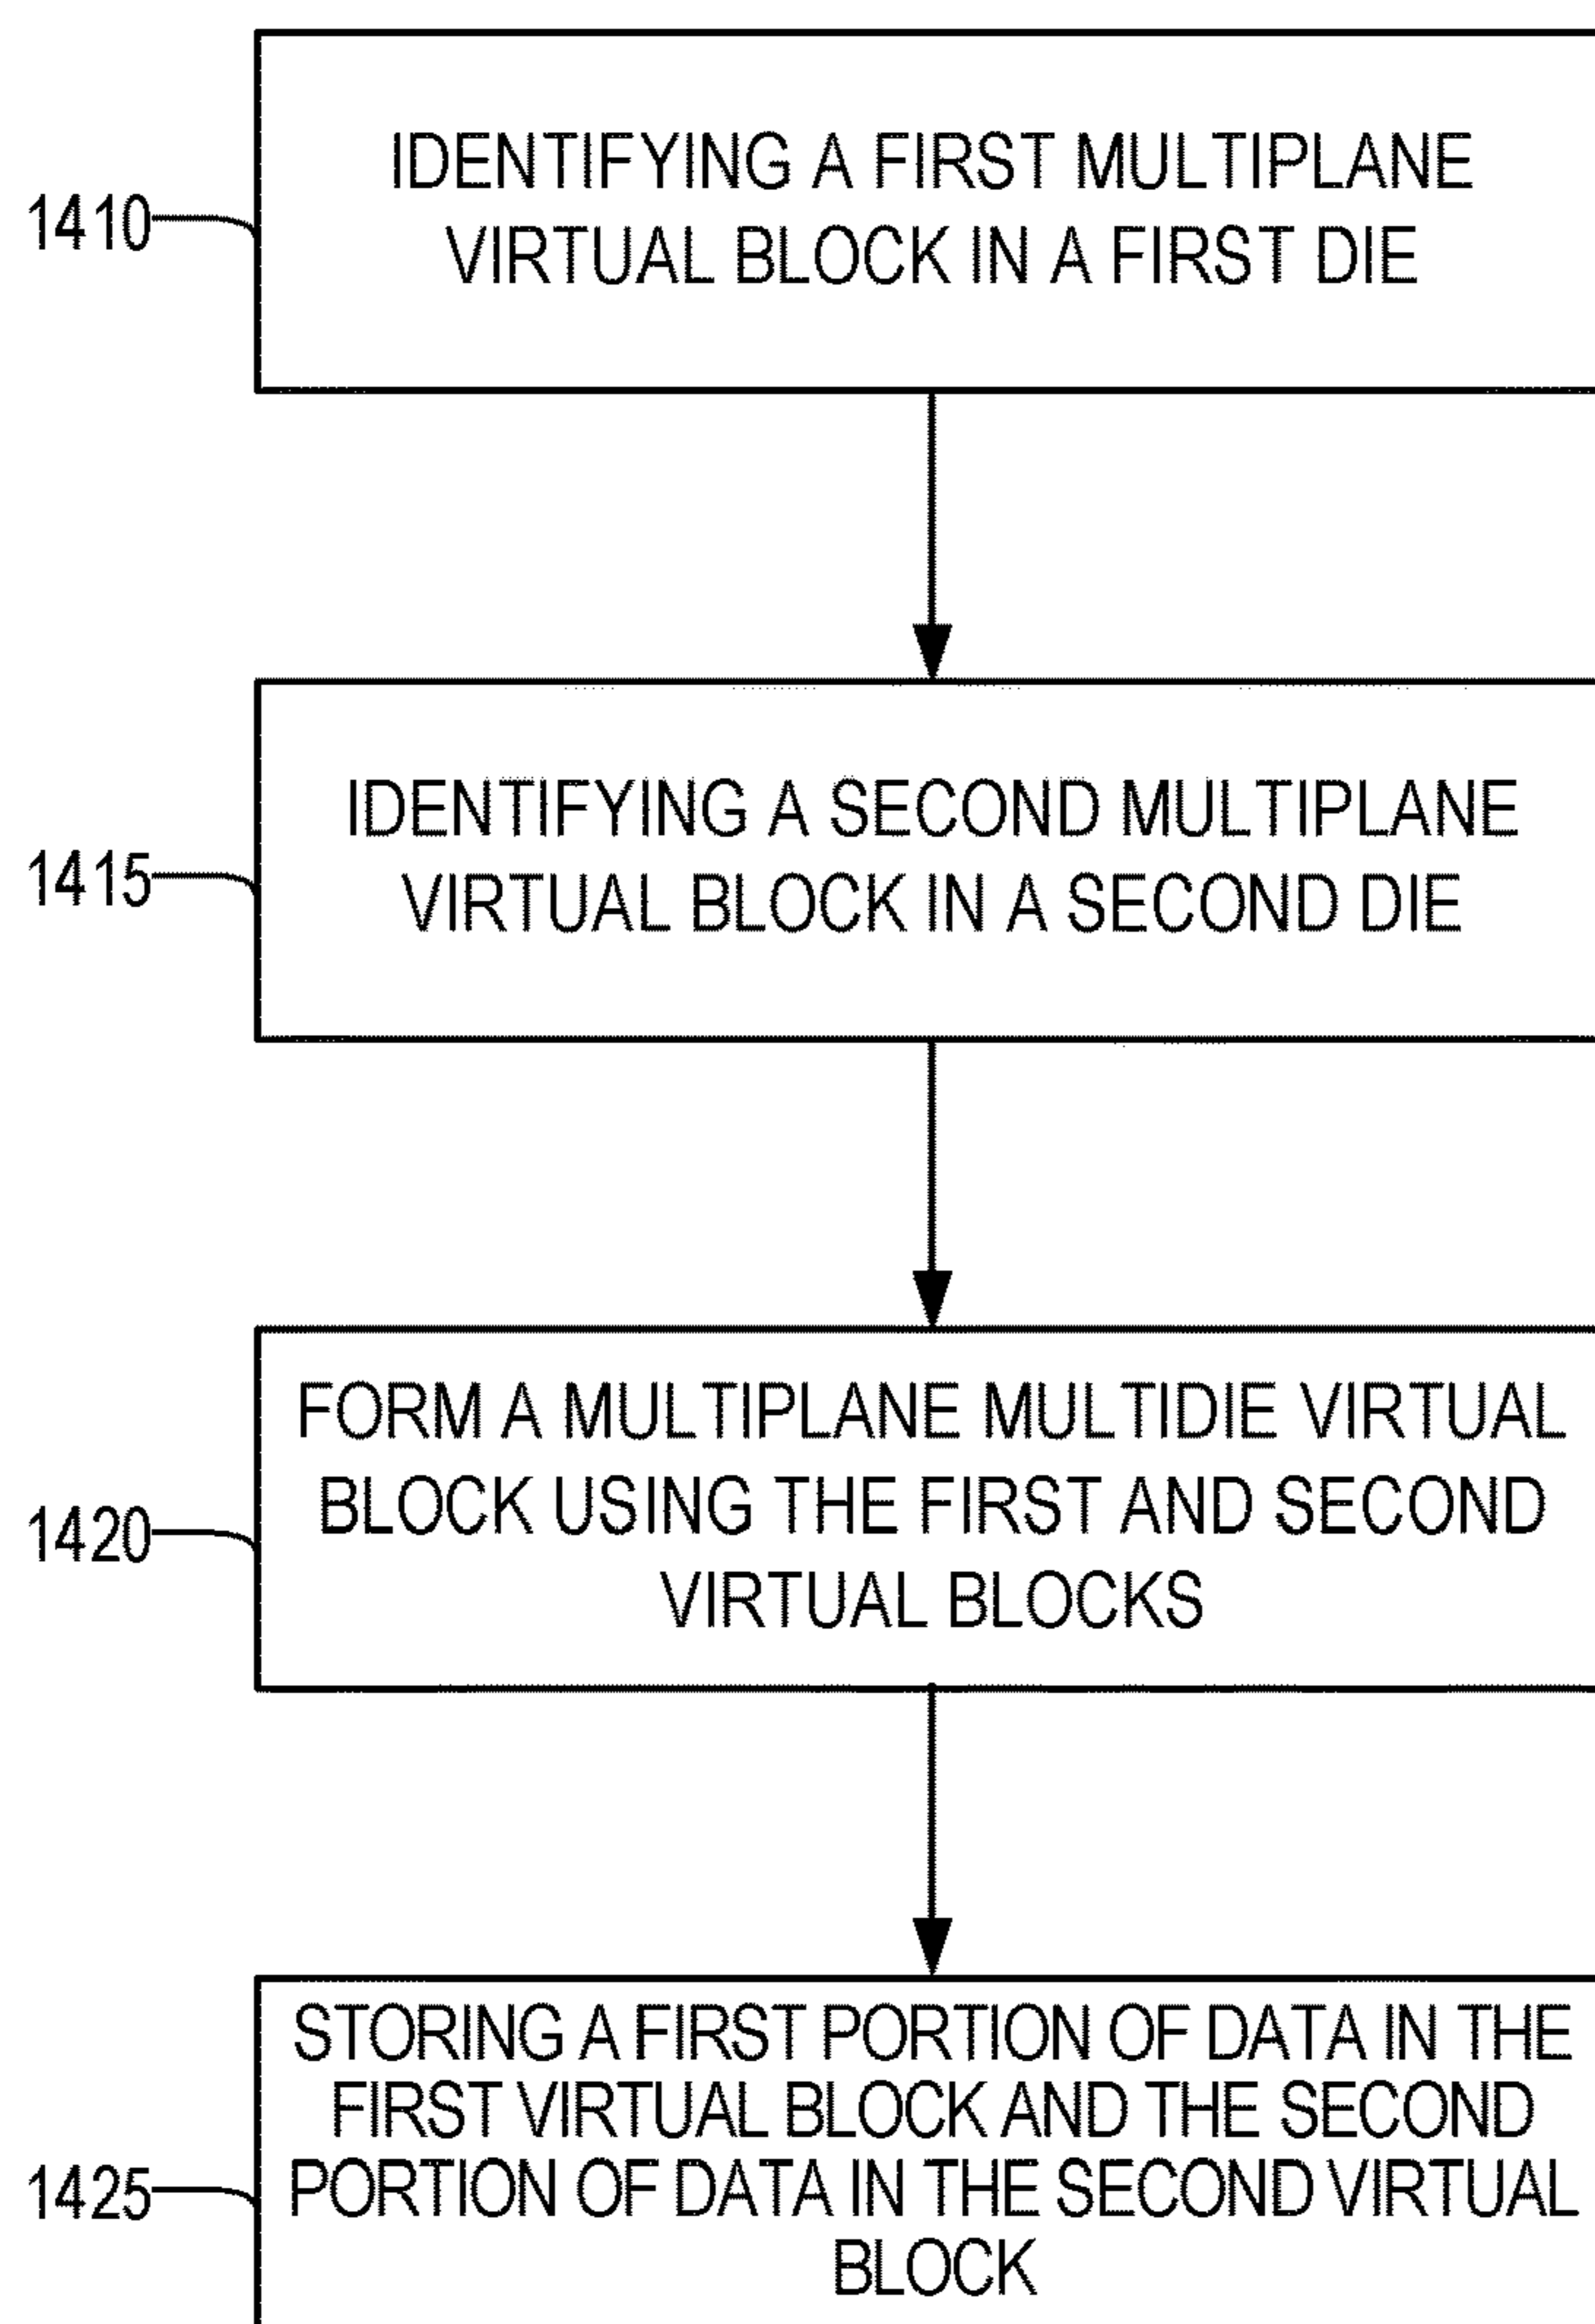 1410
IDENTIFYING A FIRST MULTIPLANE
VIRTUAL BLOCK IN A FIRST DIE
1415
IDENTIFYING A SECOND MULTIPLANE
VIRTUAL BLOCK IN A SECOND DIE
1420
FORM A MULTIPLANE MULTIDIE VIRTUAL
BLOCK USING THE FIRST AND SECOND
VIRTUAL BLOCKS
1425
STORING A FIRST PORTION OF DATA IN THE
FIRST VIRTUAL BLOCK AND THE SECOND
PORTION OF DATA IN THE SECOND VIRTUAL
BLOCK